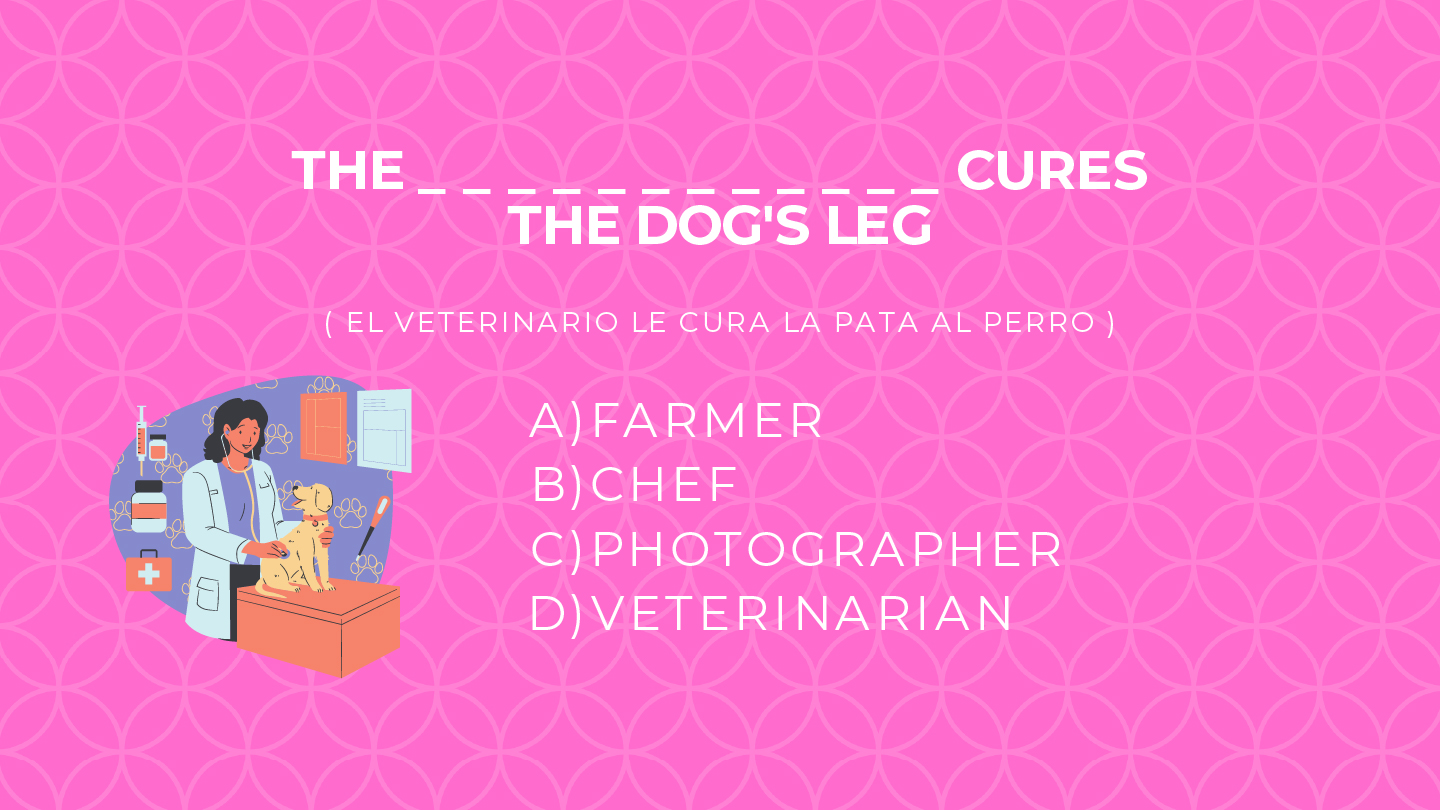 THE _ _ _ _ _ _ _ _ _ _ _ _ CURES
THE DOG'S LEG
( EL VETERINARIO LE CURA LA PATA AL PERRO )
A)FARMER
B)CHEF
C)PHOTOGRAPHER
D)VETERINARIAN